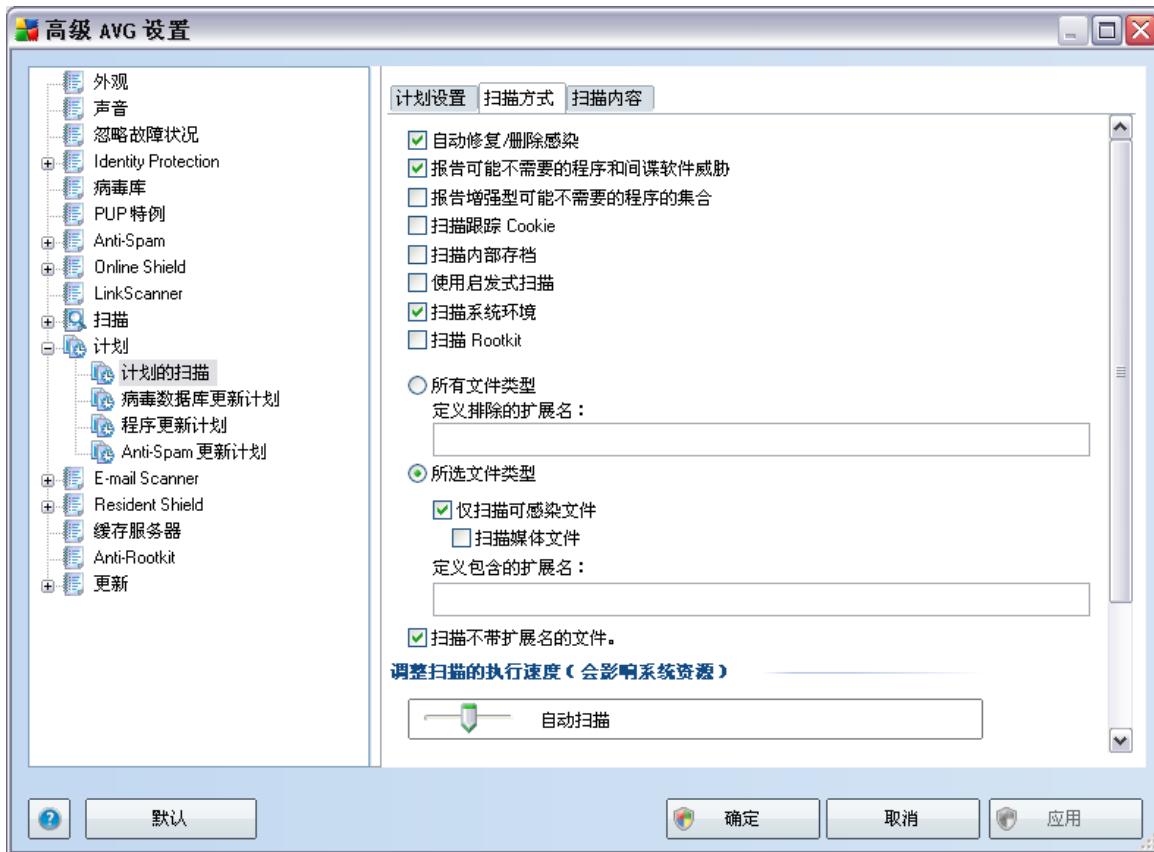 高级 AVG 设置
外观
声音
忽略故障状况
Identity Protection
病毒库
PUP 特例
Anti-Spam
Online Shield
LinkScanner
扫描
计划
计划的扫描
病毒数据库更新计划
程序更新计划
Anti-Spam 更新计划
E-mail Scanner
Resident Shield
缓存服务器
Anti-Rootkit
更新
计划设置
扫描方式
扫描内容
自动修复/删除感染
报告可能不需要的程序和间谍软件威胁
报告增强型可能不需要的程序的集合
扫描跟踪 Cookie
扫描内部存档
使用启发式扫描
扫描系统环境
扫描 Rootkit
所有文件类型
定义排除的扩展名：
所选文件类型
仅扫描可感染文件
扫描媒体文件
定义包含的扩展名：
扫描不带扩展名的文件。
调整扫描的执行速度（会影响系统资源）
自动扫描
默认
确定
取消
应用